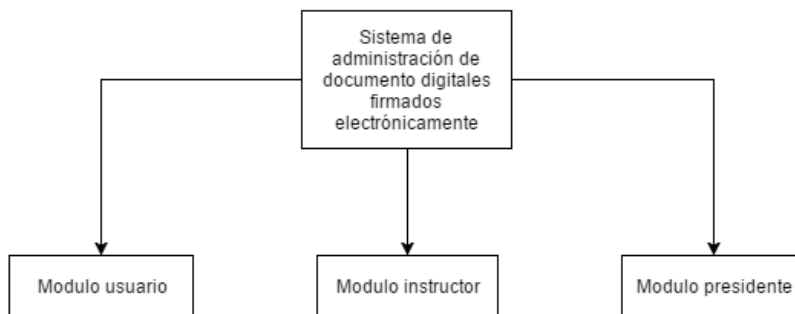 Sistema de
administración de
documento digitales
firmados
electrónicamente
Modulo usuario
Modulo instructor
Modulo presidente